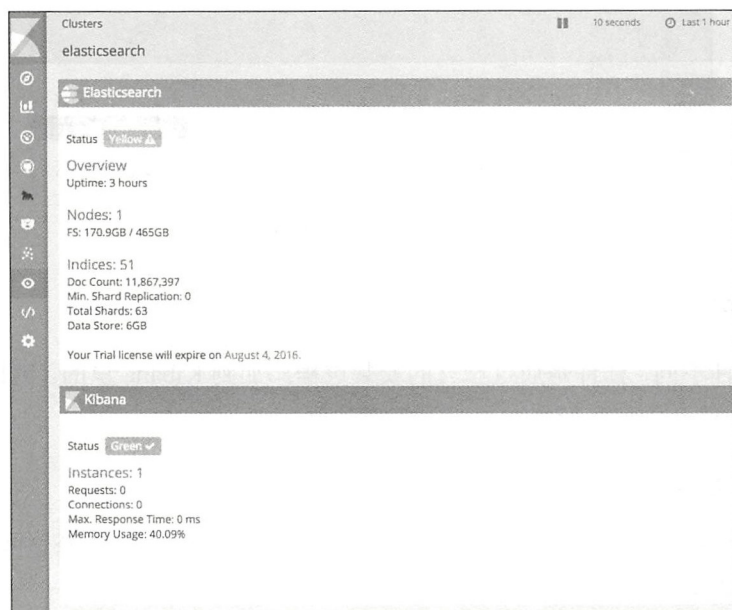 Clusters
10 seconds
Last 1 hour
elasticsearch
Elasticsearch
Status Yellow
Overview
Uptime: 3 hours
Nodes: 1
FS: 170.9GB / 465GB
Indices: 51
Doc Count: 11,867,397
Min. Shard Replication: 0
Total Shards: 63
Data Store: 6GB
Your Trial license will expire on August 4, 2016.
Kibana
Status Green
Instances: 1
Requests: 0
Connections: 0
Max. Response Time: 0 ms
Memory Usage: 40.09%